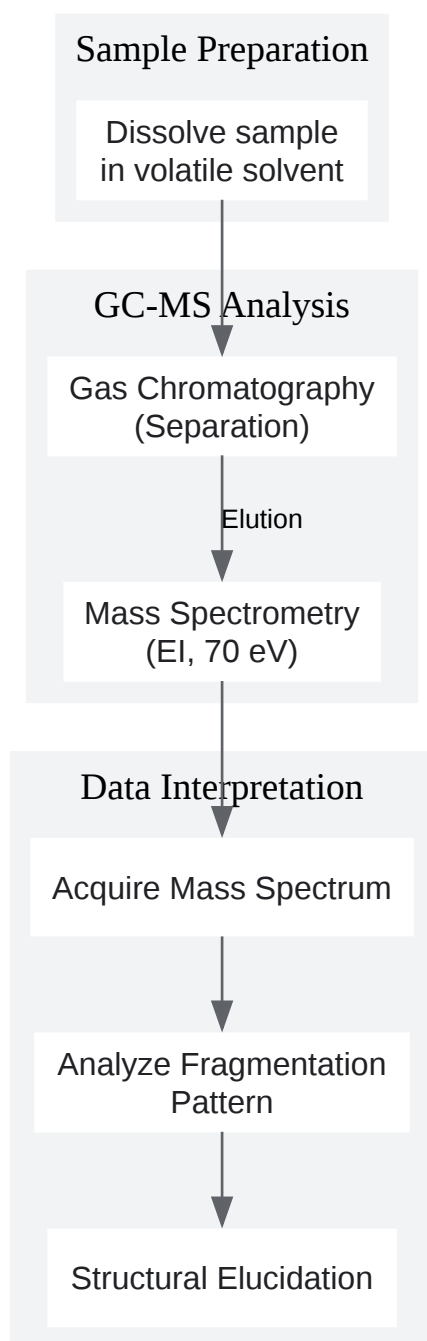 Sample Preparation
Dissolve sample
in volatile solvent
GC-MS Analysis
Gas Chromatography
(Separation)
Elution
Mass Spectrometry
(EI, 70 eV)
Data Interpretation
Acquire Mass Spectrum
Analyze Fragmentation
Pattern
Structural Elucidation